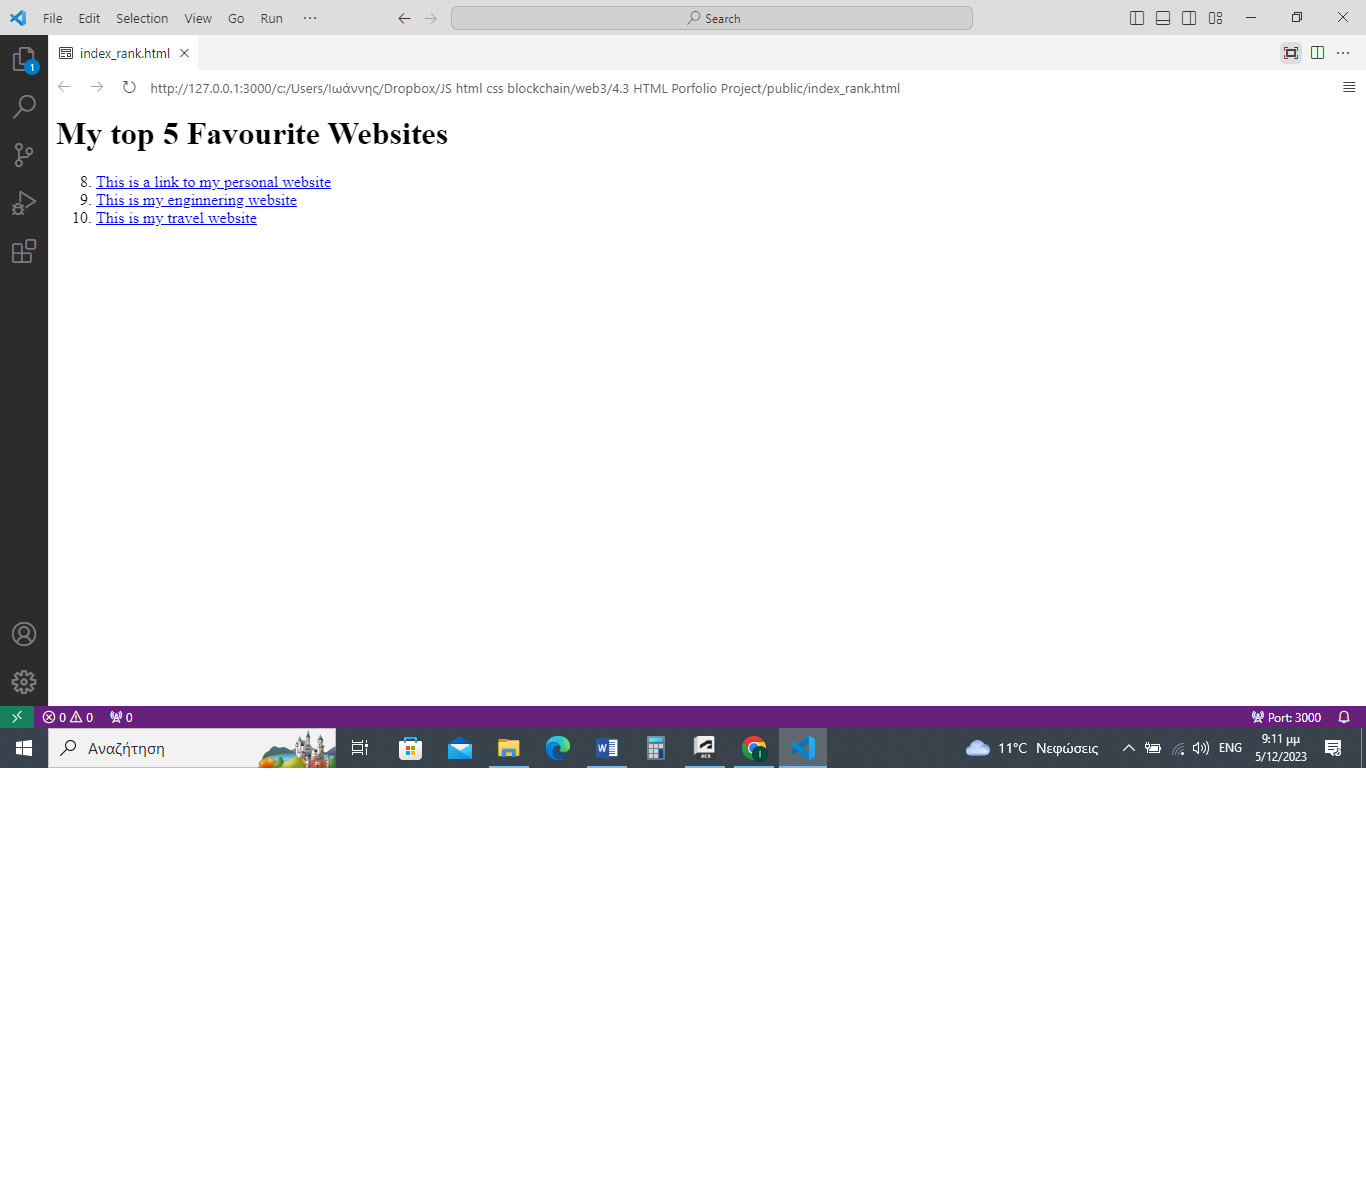 File Edit Selection View Go Run ··· Search
index_rank.html
1
http://127.0.0.1:3000/c:/Users/Ιωάννης/Dropbox/JS html css blockchain/web3/4.3 HTML Porfolio Project/public/index_rank.html
My top 5 Favourite Websites
8. This is a link to my personal website
9. This is my enginnering website
10. This is my travel website
0 0 0 Port: 3000
Αναζήτηση W ACS I 11°C Νεφώσεις ENG 9:11 μμ
5/12/2023